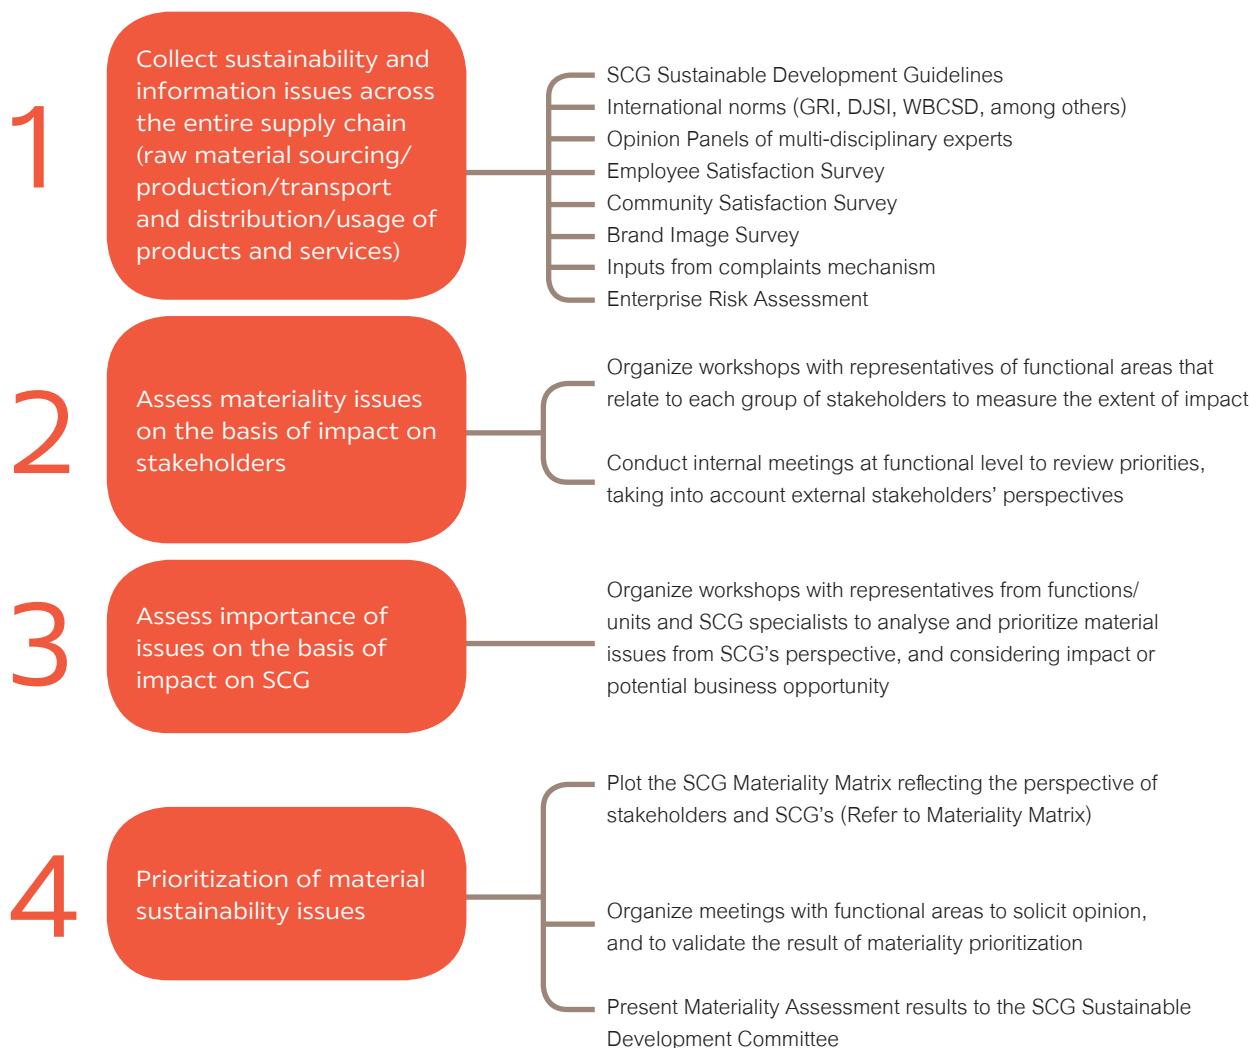 1
Collect sustainability and
information issues across
the entire supply chain
(raw material sourcing/
production/transport
and distribution/usage of
products and services)
SCG Sustainable Development Guidelines
International norms (GRI, DJSI, WBCSD, among others)
Opinion Panels of multi-disciplinary experts
Employee Satisfaction Survey
Community Satisfaction Survey
Brand Image Survey
Inputs from complaints mechanism
Enterprise Risk Assessment
2
Assess materiality issues
on the basis of impact on
stakeholders
Organize workshops with representatives of functional areas that
relate to each group of stakeholders to measure the extent of impact
Conduct internal meetings at functional level to review priorities,
taking into account external stakeholders’ perspectives
3
Assess importance of
issues on the basis of
impact on SCG
Organize workshops with representatives from functions/
units and SCG specialists to analyse and prioritize material
issues from SCG’s perspective, and considering impact or
potential business opportunity
4
Prioritization of material
sustainability issues
Plot the SCG Materiality Matrix reflecting the perspective of
stakeholders and SCG’s (Refer to Materiality Matrix)
Organize meetings with functional areas to solicit opinion,
and to validate the result of materiality prioritization
Present Materiality Assessment results to the SCG Sustainable
Development Committee